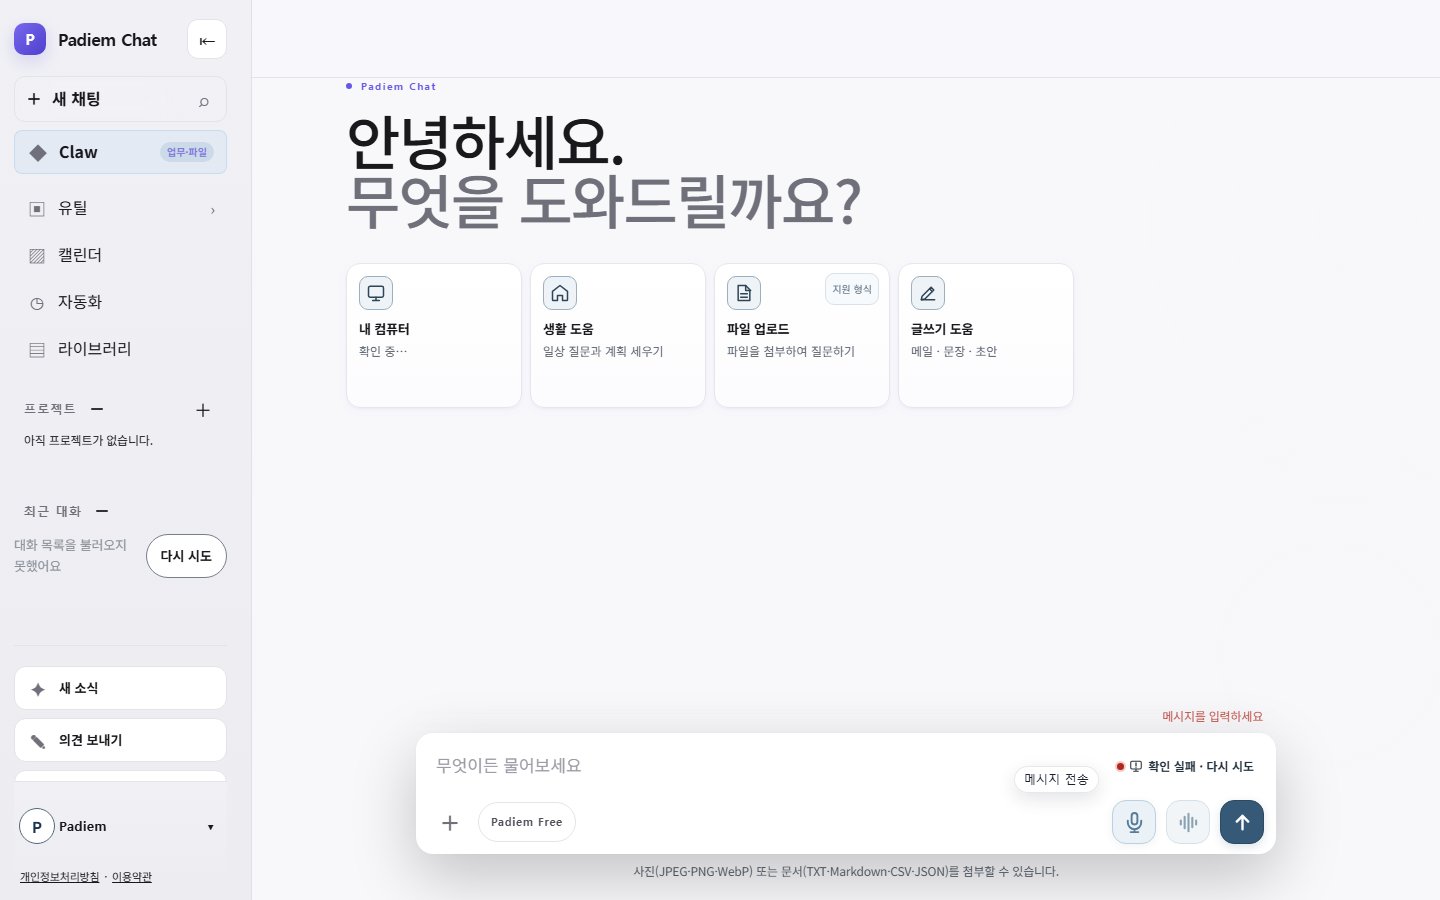 P Padiem Chat
새 채팅
Claw 업무·파일
유틸
캘린더
자동화
라이브러리
프로젝트
아직 프로젝트가 없습니다.
최근 대화
대화 목록을 불러오지
못했어요
다시 시도
새 소식
의견 보내기
P Padiem
개인정보처리방침 · 이용약관
Padiem Chat
안녕하세요.
무엇을 도와드릴까요?
내 컴퓨터
확인 중…
생활 도움
일상 질문과 계획 세우기
지원 형식
파일 업로드
파일을 첨부하여 질문하기
글쓰기 도움
메일 · 문장 · 초안
메시지를 입력하세요
무엇이든 물어보세요
메시지 전송
확인 실패 · 다시 시도
Padiem Free
사진(JPEG·PNG·WebP) 또는 문서(TXT·Markdown·CSV·JSON)를 첨부할 수 있습니다.